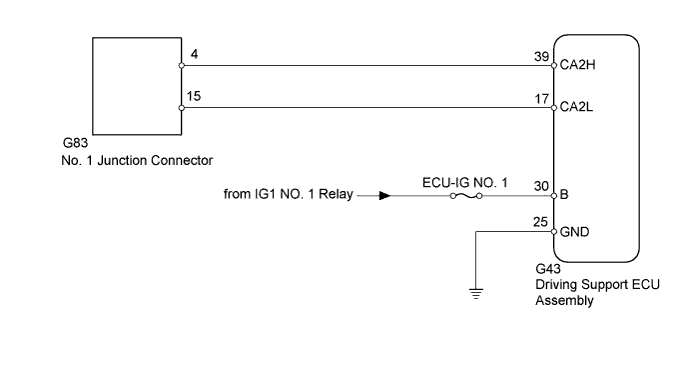 4
39
CA2H
15
17
CA2L
G83
No. 1 Junction Connector
ECU-IG NO. 1
30
from IG1 NO. 1 Relay
B
25
GND
G43
Driving Support ECU
Assembly